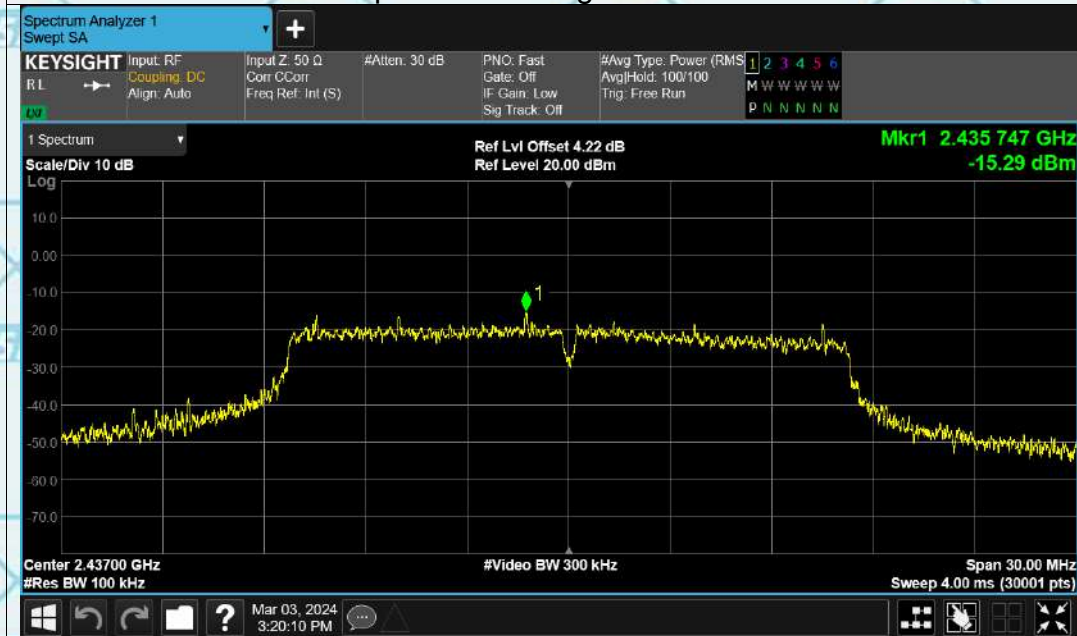 Spectrum Analyzer 1
Swept SA
+
KEYSIGHT
R L
Input: RF
Coupling: DC
Align: Auto
Input Z: 50 Ω
Corr CCorr
Freq Ref: Int (S)
#Atten: 30 dB
PNO: Fast
Gate: Off
IF Gain: Low
Sig Track: Off
#Avg Type: Power (RMS
Avg|Hold: 100/100
Trig: Free Run
1 2 3 4 5 6
M W W W W W
P N N N N N
1 Spectrum
Scale/Div 10 dB
Ref Lvl Offset 4.22 dB
Ref Level 20.00 dBm
Mkr1 2.435 747 GHz
-15.29 dBm
Log
10.0
0.00
-10.0
1
-20.0
-30.0
-40.0
-50.0
-60.0
-70.0
Center 2.43700 GHz
#Res BW 100 kHz
#Video BW 300 kHz
Span 30.00 MHz
Sweep 4.00 ms (30001 pts)
?
Mar 03, 2024
3:20:10 PM